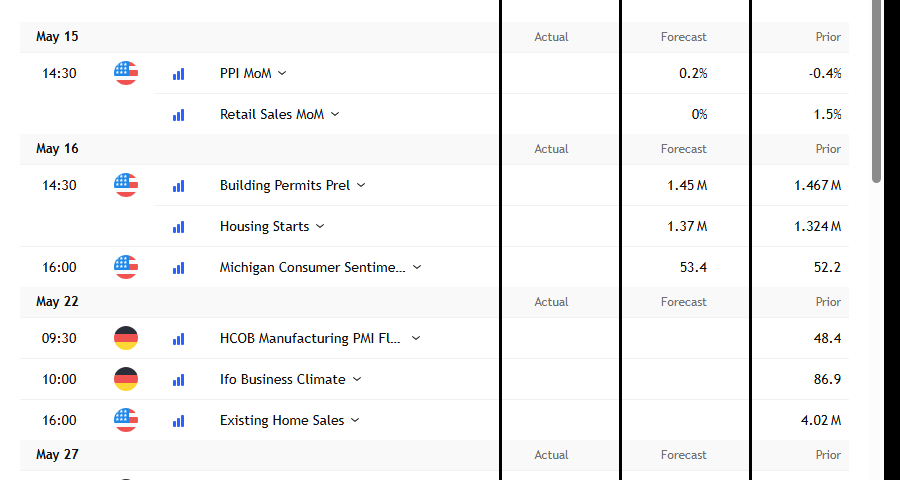 May 15 Actual Forecast Prior
14:30 PPI MoM 0.2% -0.4%
Retail Sales MoM 0% 1.5%
May 16 Actual Forecast Prior
14:30 Building Permits Prel 1.45 M 1.467 M
Housing Starts 1.37 M 1.324 M
16:00 Michigan Consumer Sentime... 53.4 52.2
May 22 Actual Forecast Prior
09:30 HCOB Manufacturing PMI Fl... 48.4
10:00 Ifo Business Climate 86.9
16:00 Existing Home Sales 4.02 M
May 27 Actual Forecast Prior